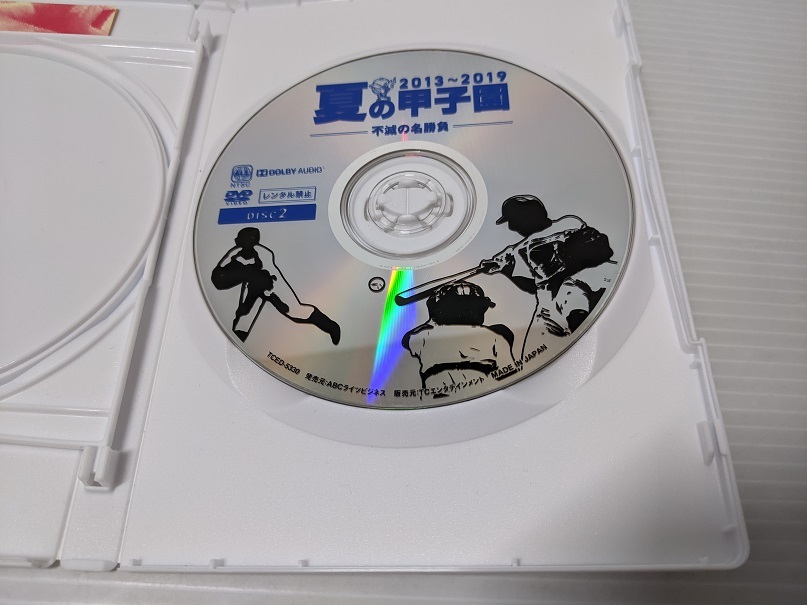 2013～2019
夏の甲子園
不滅の名勝負
ALL
NTSC
DOLBY AUDIO
DVD
VIDEO
レンタル禁止
DISC 2
TCED-5339 発売元:ABCライツビジネス 販売元:TCエンタテインメント MADE IN JAPAN